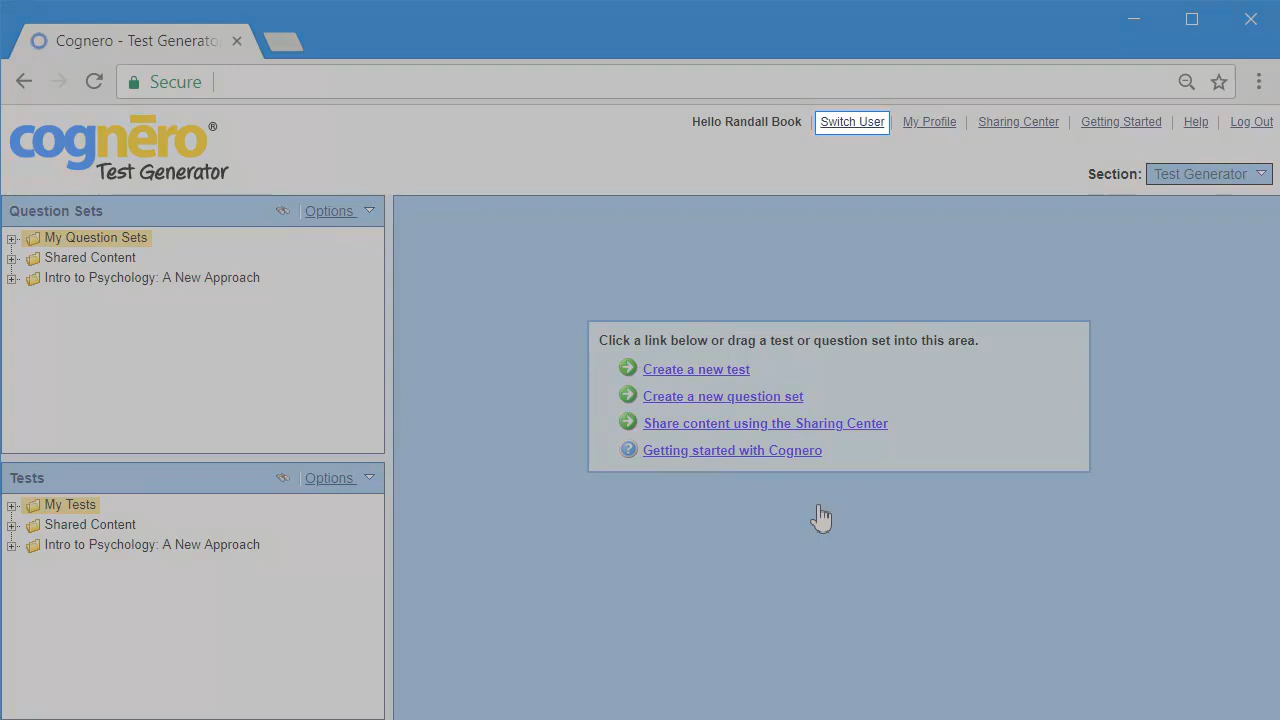 Cognero - Test Generato
Secure
Hello Randall Book | Switch User | My Profile | Sharing Center | Getting Started | Help | Log Out
cognēro®
Test Generator
Section: Test Generator
Question Sets
Options
My Question Sets
Shared Content
Intro to Psychology: A New Approach
Click a link below or drag a test or question set into this area.
Create a new test
Create a new question set
Share content using the Sharing Center
Getting started with Cognero
Tests
Options
My Tests
Shared Content
Intro to Psychology: A New Approach